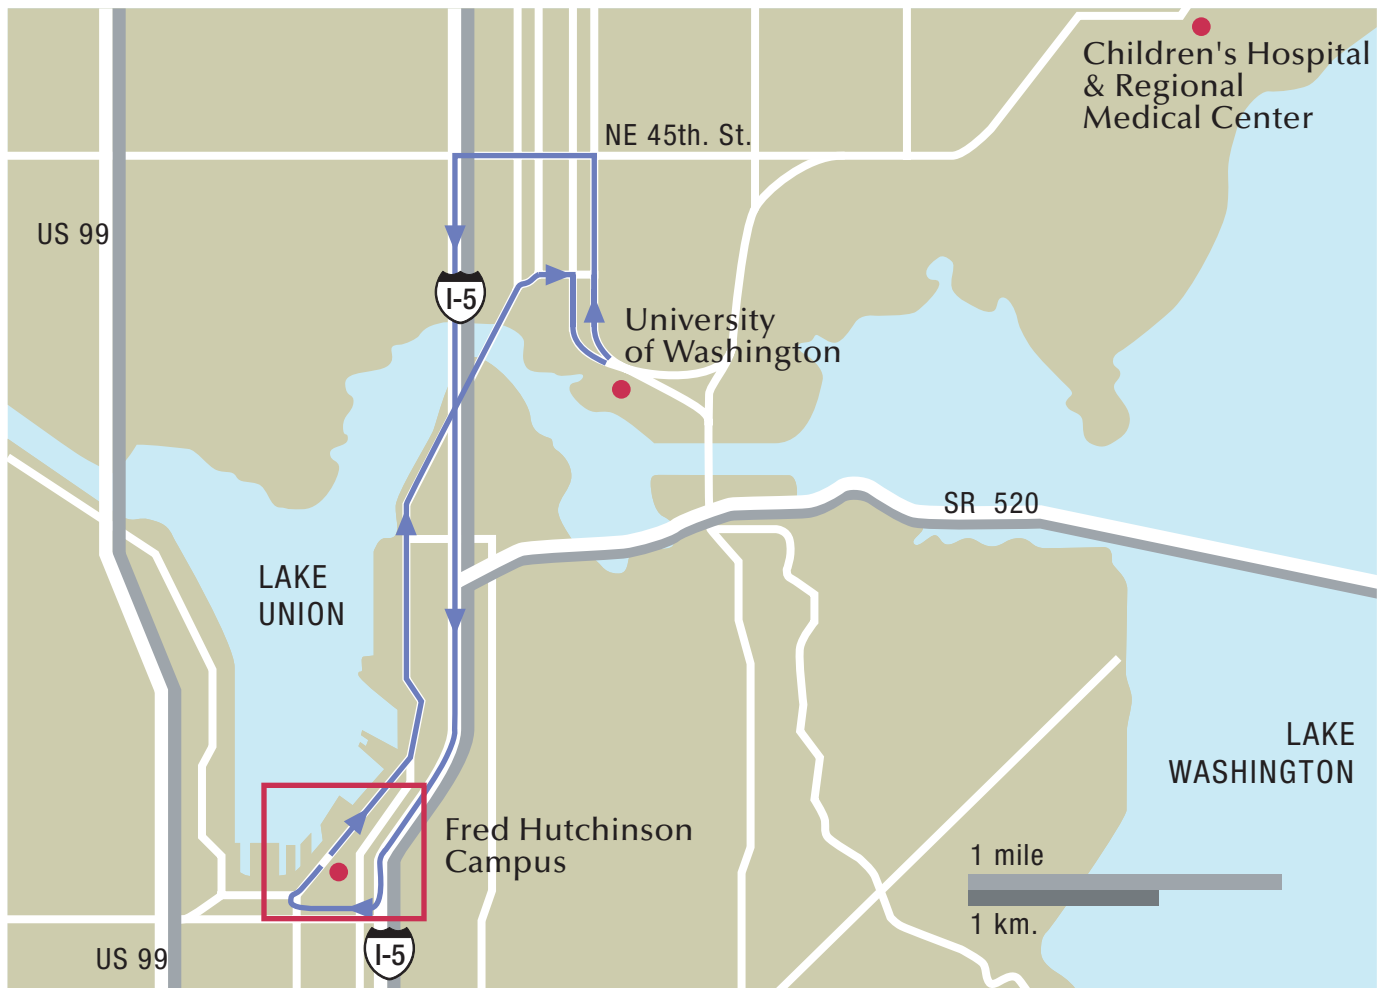 Children's Hospital
& Regional
Medical Center
NE 45th. St.
US 99
I-5
University
of Washington
SR 520
LAKE
UNION
LAKE
WASHINGTON
Fred Hutchinson
Campus
1 mile
1 km.
I-5
US 99